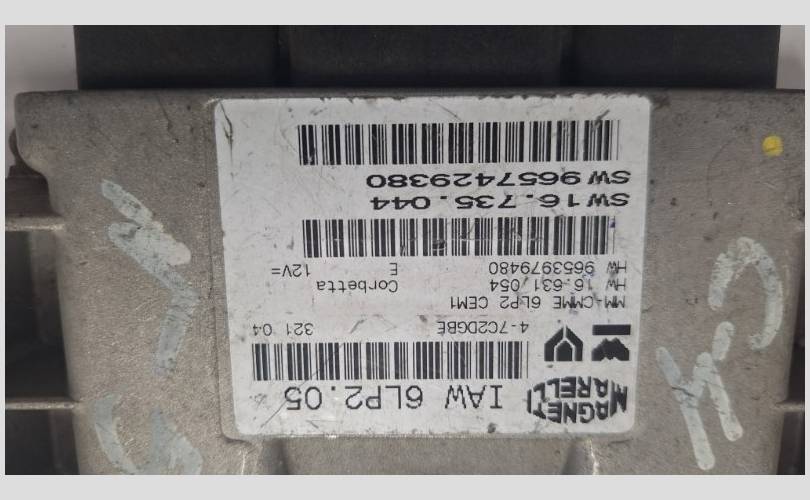 MAGNETI
MARELLI
IAW 6LP2.05
4-7C2DGBE 321 04
MM-CMME 6LP2 CEM1
HW 16.631.054 Corbetta
HW 9653979480 E 12V=
SW 16.735.044
SW 9657429380